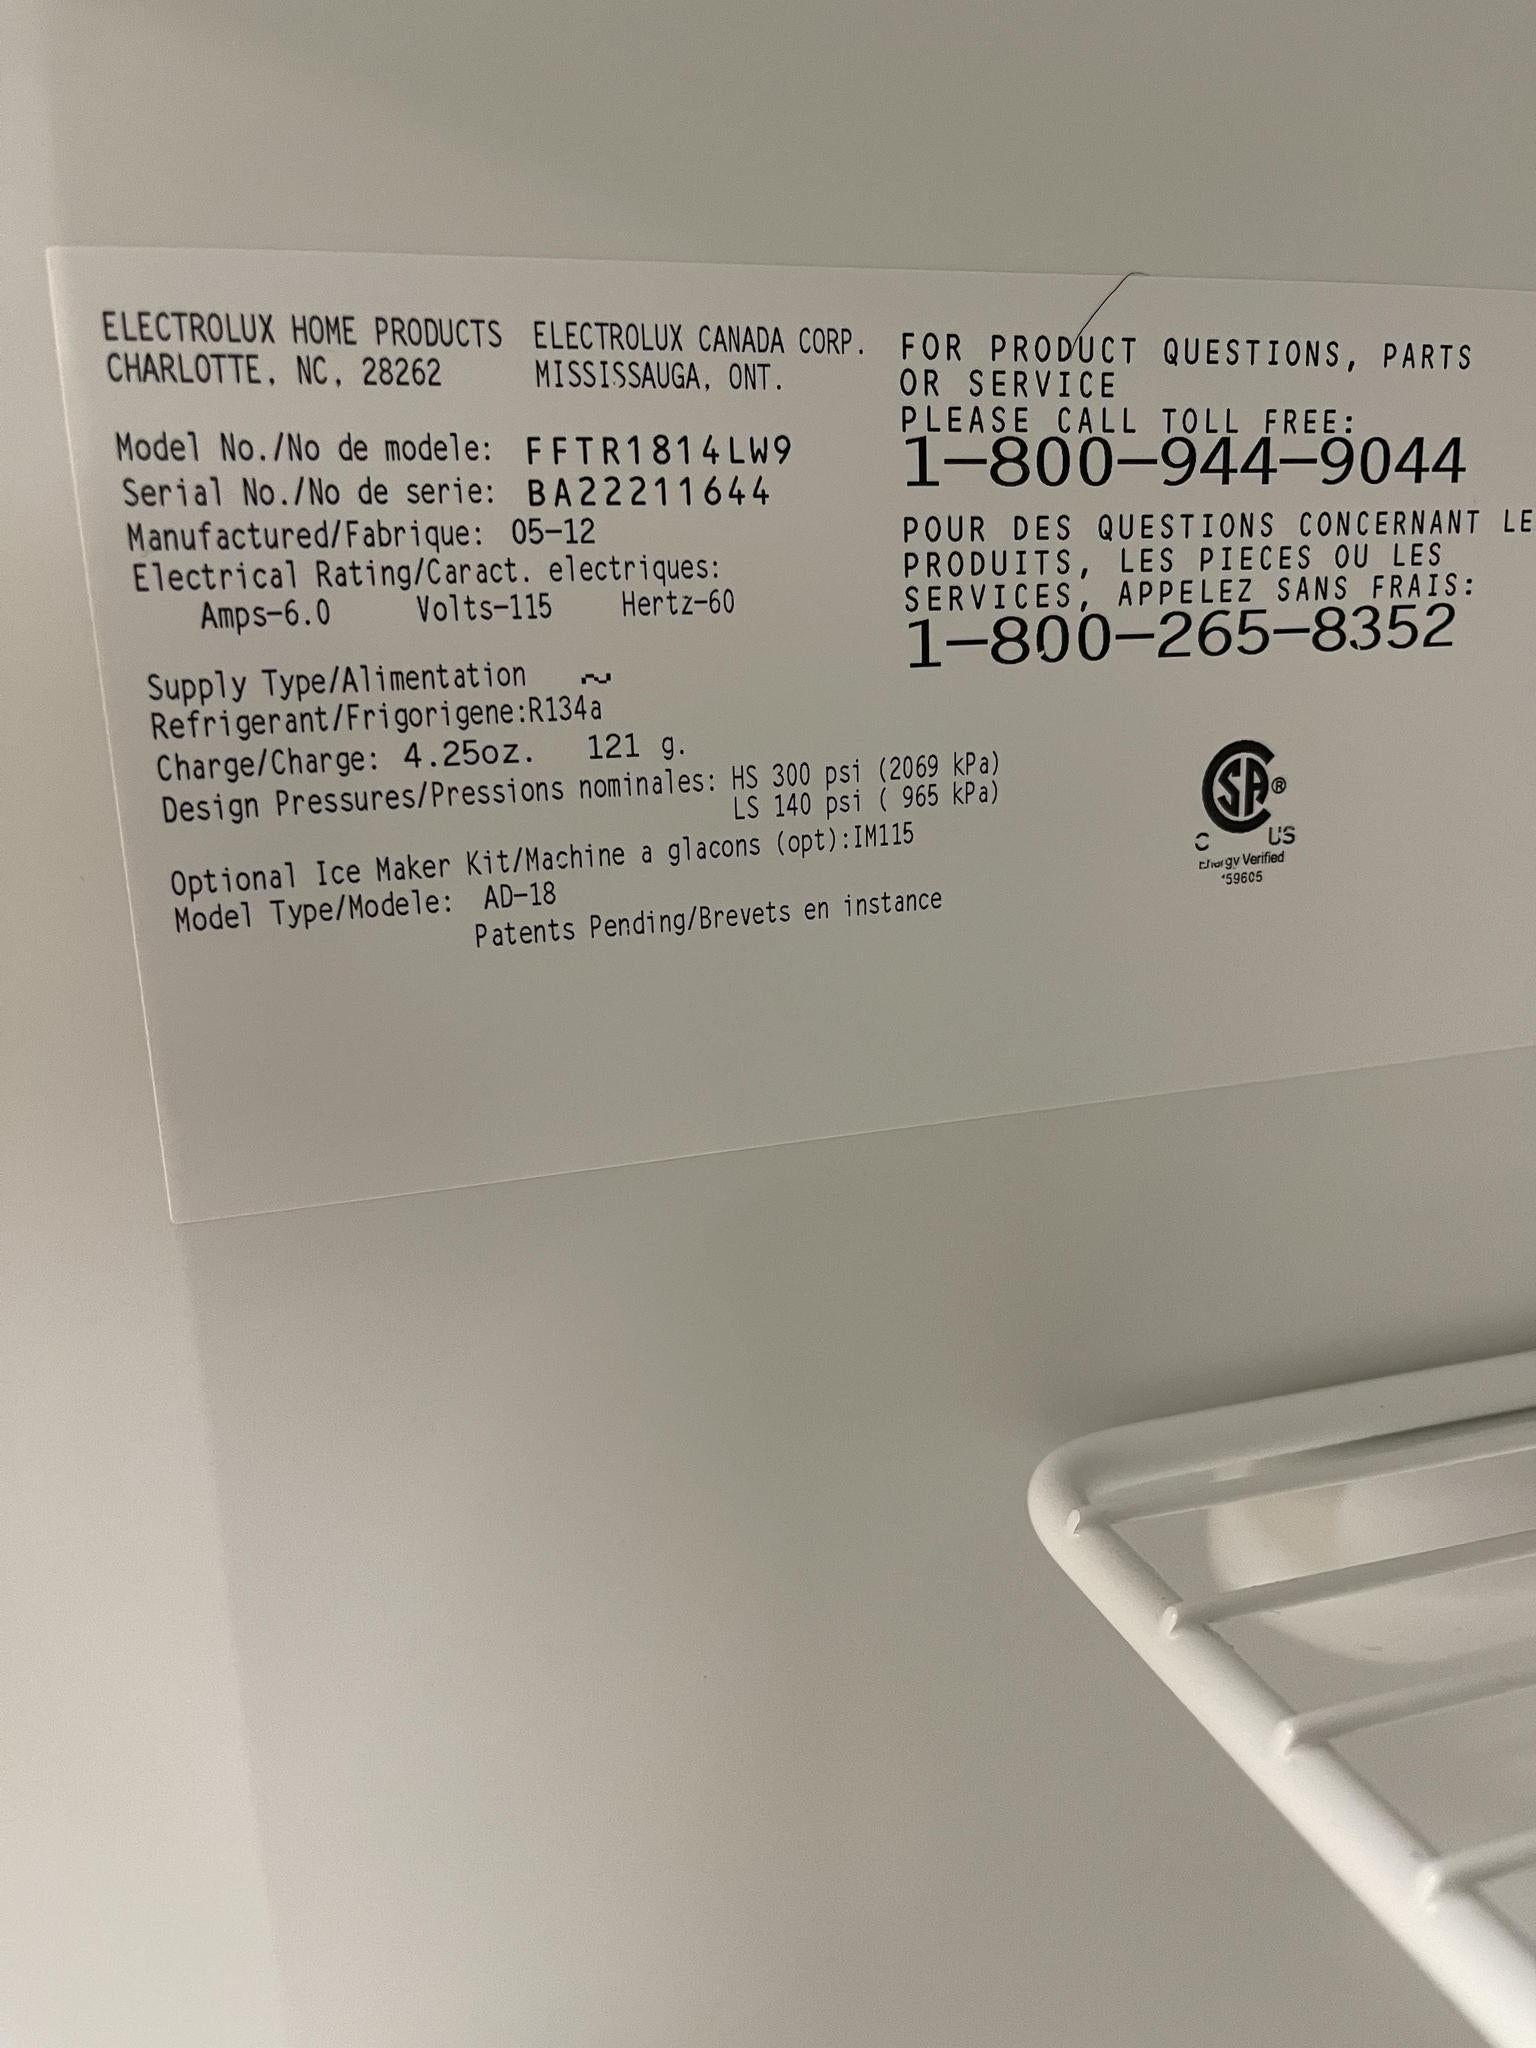 ELECTROLUX HOME PRODUCTS
CHARLOTTE, NC, 28262
ELECTROLUX CANADA CORP.
MISSISSAUGA, ONT.
Model No./No de modele: FFTR1814LW9
Serial No./No de serie: BA22211644
Manufactured/Fabrique: 05-12
Electrical Rating/Caract. electriques:
Amps-6.0 Volts-115 Hertz-60
Supply Type/Alimentation ~
Refrigerant/Frigorigene:R134a
Charge/Charge: 4.25oz. 121 g.
Design Pressures/Pressions nominales: HS 300 psi (2069 kPa)
LS 140 psi ( 965 kPa)
Optional Ice Maker Kit/Machine a glacons (opt):IM115
Model Type/Modele: AD-18
Patents Pending/Brevets en instance
FOR PRODUCT QUESTIONS, PARTS
OR SERVICE
PLEASE CALL TOLL FREE:
1-800-944-9044
POUR DES QUESTIONS CONCERNANT LE
PRODUITS, LES PIECES OU LES
SERVICES, APPELEZ SANS FRAIS:
1-800-265-8352
SA®
C US
Energy Verified
*59605